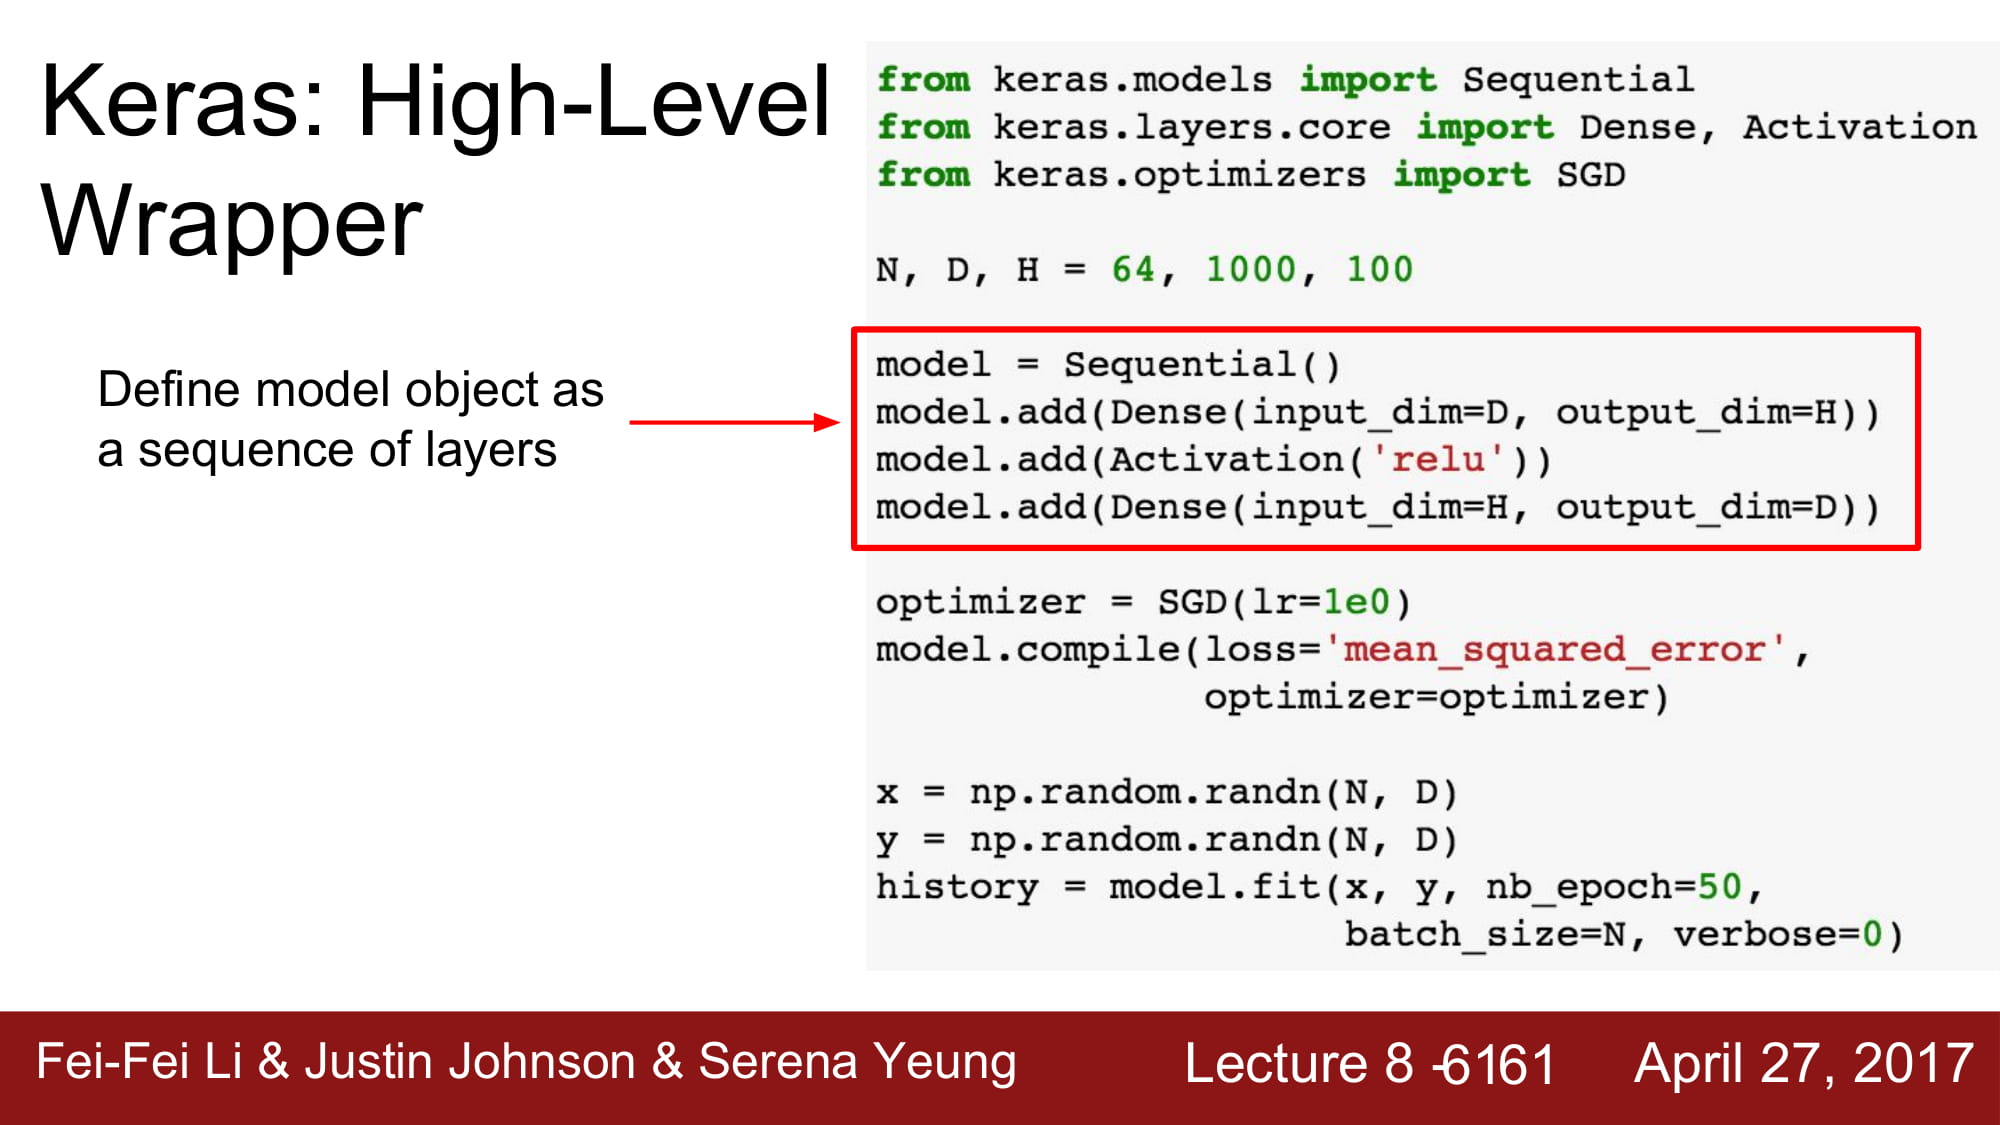 Keras: High-Level
Wrapper
Define model object as
a sequence of layers
from keras.models import Sequential
from keras.layers.core import Dense, Activation
from keras.optimizers import SGD
N, D, H = 64, 1000, 100
model = Sequential()
model.add(Dense(input_dim=D, output_dim=H))
model.add(Activation('relu'))
model.add(Dense(input_dim=H, output_dim=D))
optimizer = SGD(lr=1e0)
model.compile(loss='mean_squared_error',
optimizer=optimizer)
x = np.random.randn(N, D)
y = np.random.randn(N, D)
history = model.fit(x, y, nb_epoch=50,
batch_size=N, verbose=0)
Fei-Fei Li & Justin Johnson & Serena Yeung Lecture 8 -6161 April 27, 2017